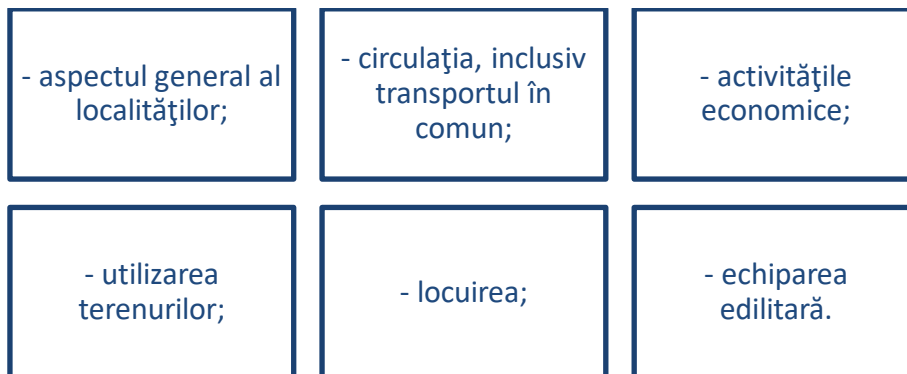 - aspectul general al
localităţilor;
- circulaţia, inclusiv
transportul în
comun;
- activităţile
economice;
- utilizarea
terenurilor;
- locuirea;
- echiparea
edilitară.